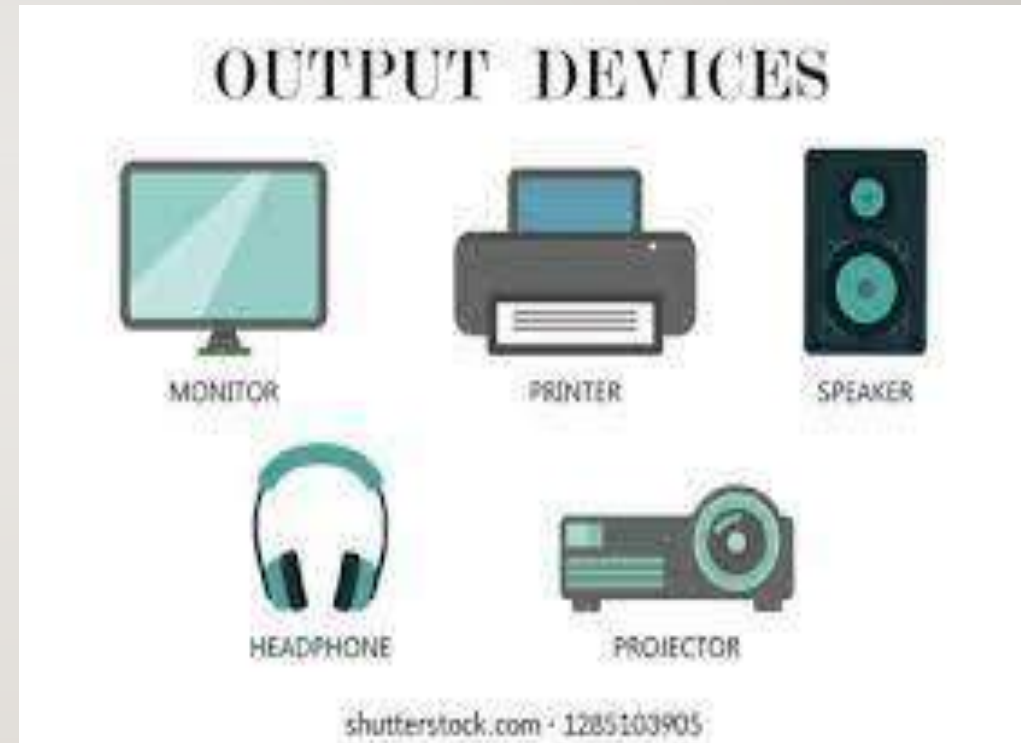 OUTPUT DEVICES
MONITOR PRINTER SPEAKER
HEADPHONE PROJECTOR
shutterstock.com · 1285103905